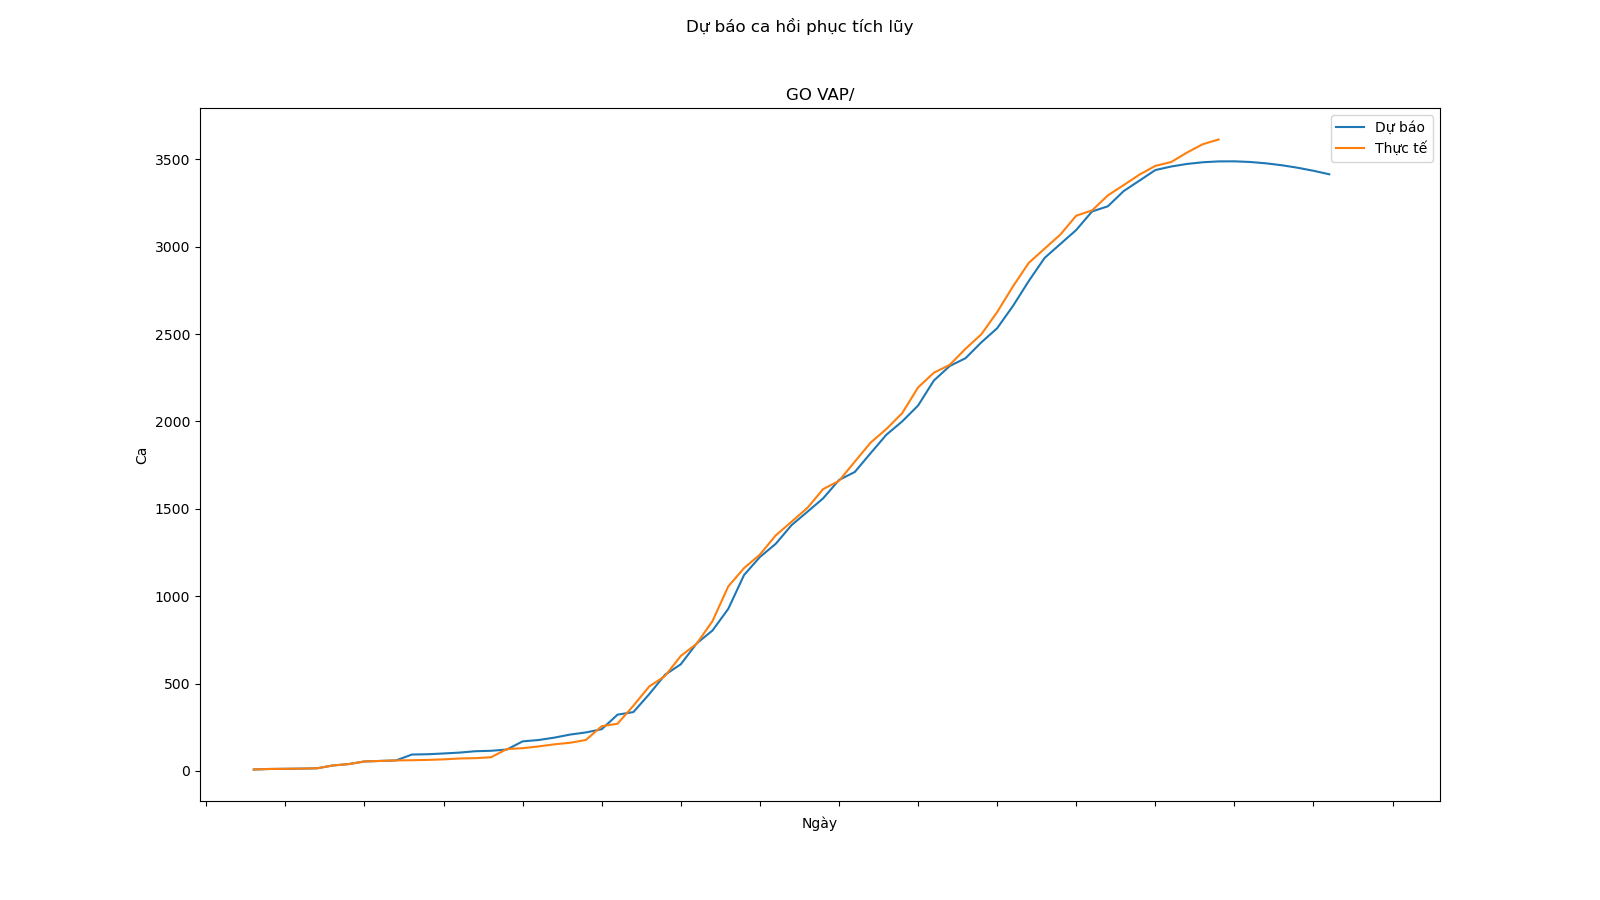 Dự báo ca hồi phục tích lũy
GO VAP/
Dự báo
Thực tế
3500
3000
2500
2000
1500
1000
500
0
Ca
Ngày